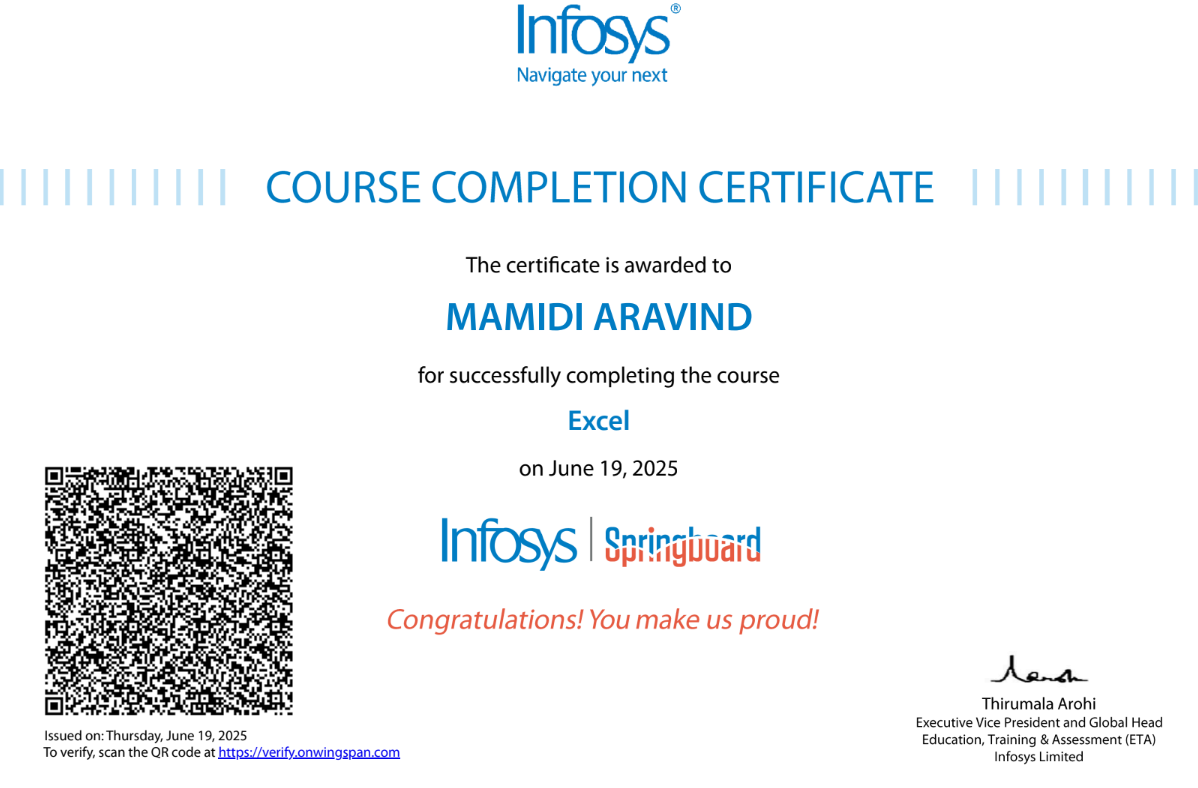 Infosys®
Navigate your next
COURSE COMPLETION CERTIFICATE
The certificate is awarded to
MAMIDI ARAVIND
for successfully completing the course
Excel
on June 19, 2025
Infosys | Springboard
Congratulations! You make us proud!
Issued on: Thursday, June 19, 2025
To verify, scan the QR code at https://verify.onwingspan.com
Thirumala Arohi
Executive Vice President and Global Head
Education, Training & Assessment (ETA)
Infosys Limited